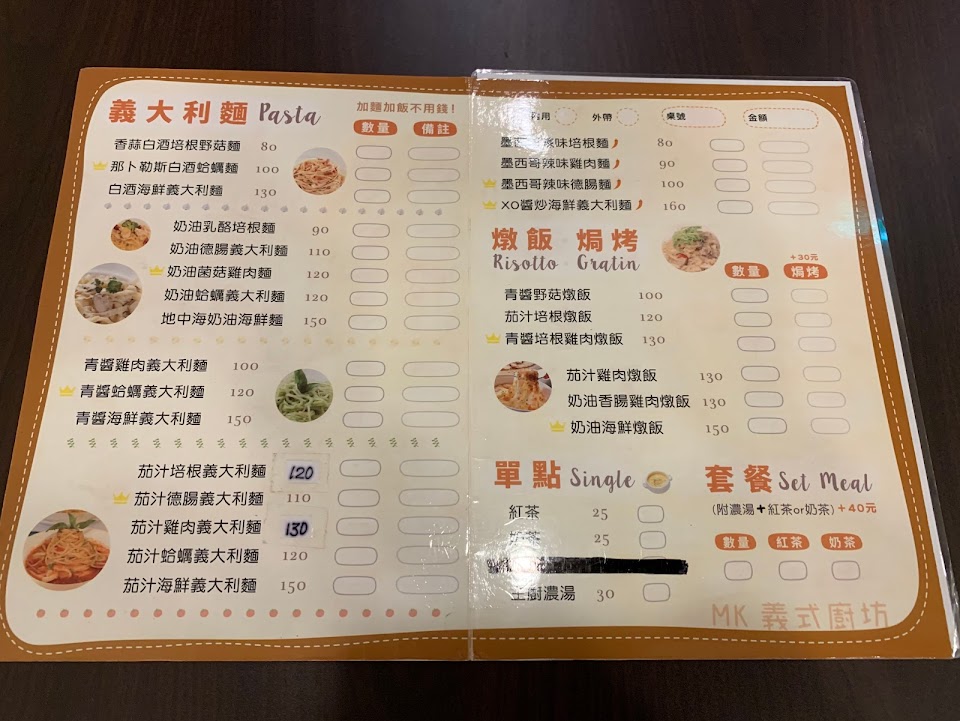 義大利麵 Pasta
加麵加飯不用錢!
數量 備註
香蒜白酒培根野菇麵 80
那卜勒斯白酒蛤蠣麵 100
白酒海鮮義大利麵 130
奶油乳酪培根麵 90
奶油德腸義大利麵 110
奶油菌菇雞肉麵 120
奶油蛤蠣義大利麵 120
地中海奶油海鮮麵 150
青醬雞肉義大利麵 100
青醬蛤蠣義大利麵 120
青醬海鮮義大利麵 150
茄汁培根義大利麵 120
茄汁德腸義大利麵 110
茄汁雞肉義大利麵 130
茄汁蛤蠣義大利麵 120
茄汁海鮮義大利麵 150
內用 外帶 桌號 金額
墨西哥辣味培根麵 80
墨西哥辣味雞肉麵 90
墨西哥辣味德腸麵 100
XO醬炒海鮮義大利麵 160
燉飯 焗烤
Risotto · Gratin
+30元
數量 焗烤
青醬野菇燉飯 100
茄汁培根燉飯 120
青醬培根雞肉燉飯 130
茄汁雞肉燉飯 130
奶油香腸雞肉燉飯 130
奶油海鮮燉飯 150
單點 Single
紅茶 25
奶茶 25
主廚濃湯 30
套餐 Set Meal
(附濃湯+紅茶or奶茶)+40元
數量 紅茶 奶茶
MK 義式廚坊